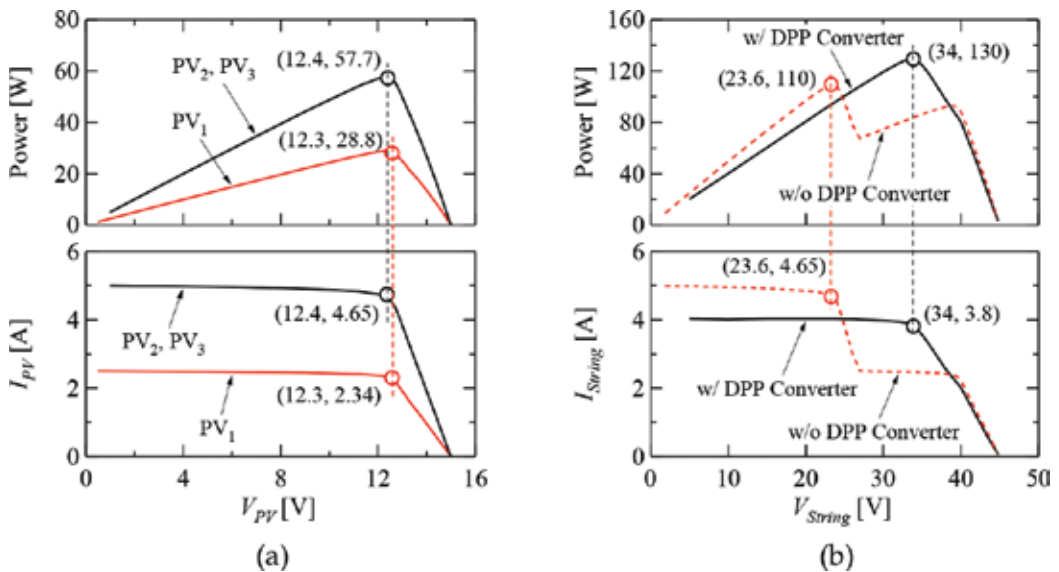 80
60
40
20
0
Power [W]
PV2, PV3
(12.4, 57.7)
PV1
(12.3, 28.8)
6
4
2
0
IPV [A]
(12.4, 4.65)
PV2, PV3
(12.3, 2.34)
PV1
0 4 8 12 16
VPV [V]
(a)
160
120
80
40
0
Power [W]
w/ DPP Converter
(34, 130)
(23.6, 110)
w/o DPP Converter
6
4
2
0
IString [A]
(23.6, 4.65)
(34, 3.8)
w/ DPP Converter
w/o DPP Converter
0 10 20 30 40 50
VString [V]
(b)